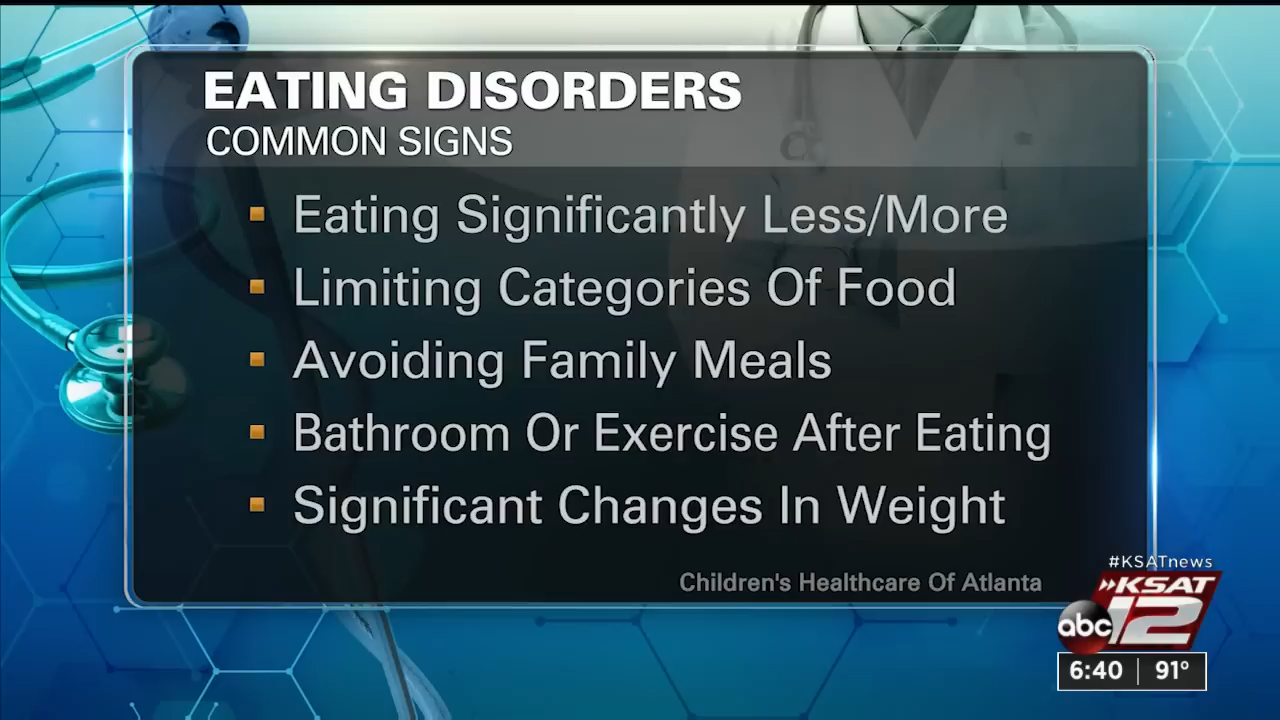 EATING DISORDERS
COMMON SIGNS
Eating Significantly Less/More
Limiting Categories Of Food
Avoiding Family Meals
Bathroom Or Exercise After Eating
Significant Changes In Weight
Children's Healthcare Of Atlanta
#KSATnews
KSAT
abc 12
6:40 | 91°